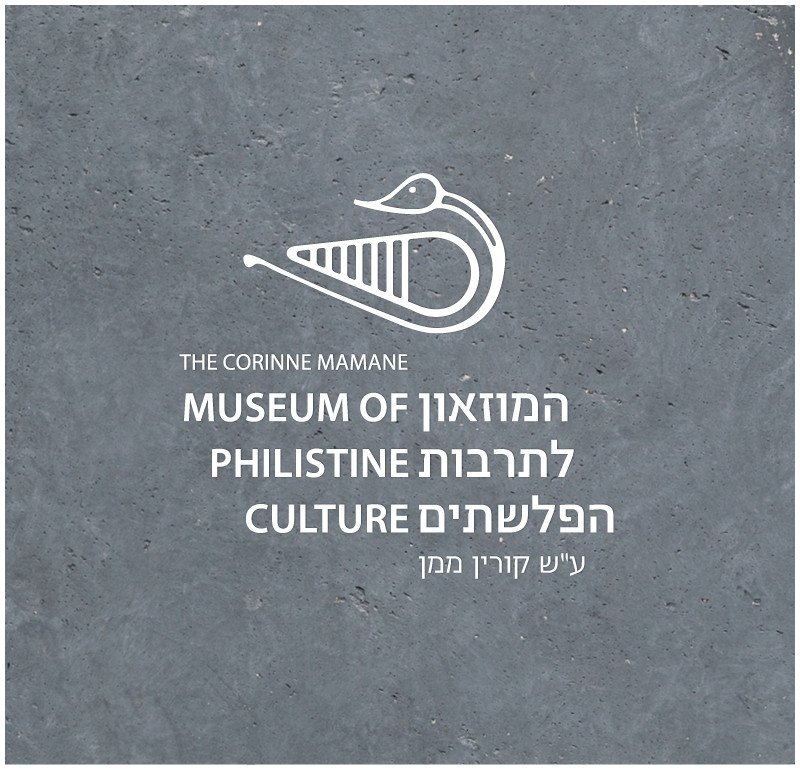 THE CORINNE MAMANE
MUSEUM OF המוזאון
PHILISTINE לתרבות
CULTURE הפלשתים
ע"ש קורין ממן